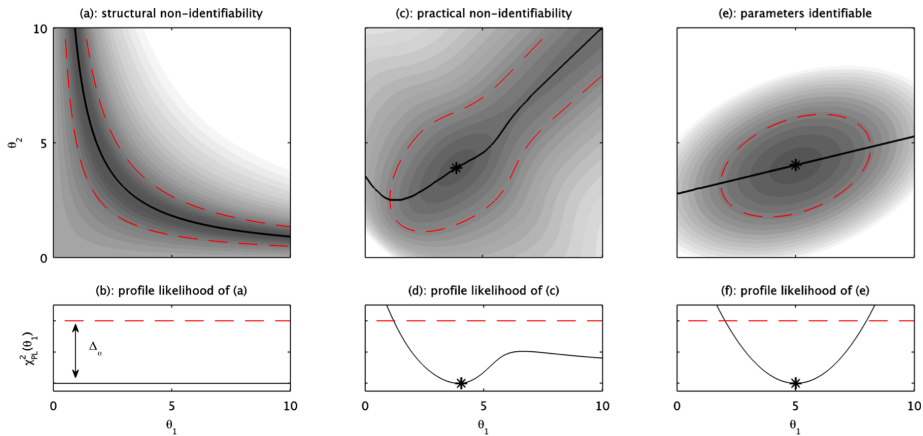 (a): structural non-identifiability
(c): practical non-identifiability
(e): parameters identifiable
10
5
0
θ₂
(b): profile likelihood of (a)
(d): profile likelihood of (c)
(f): profile likelihood of (e)
χ²PL(θ₁)
Δσ
0 5 10
0 5 10
0 5 10
θ₁
θ₁
θ₁